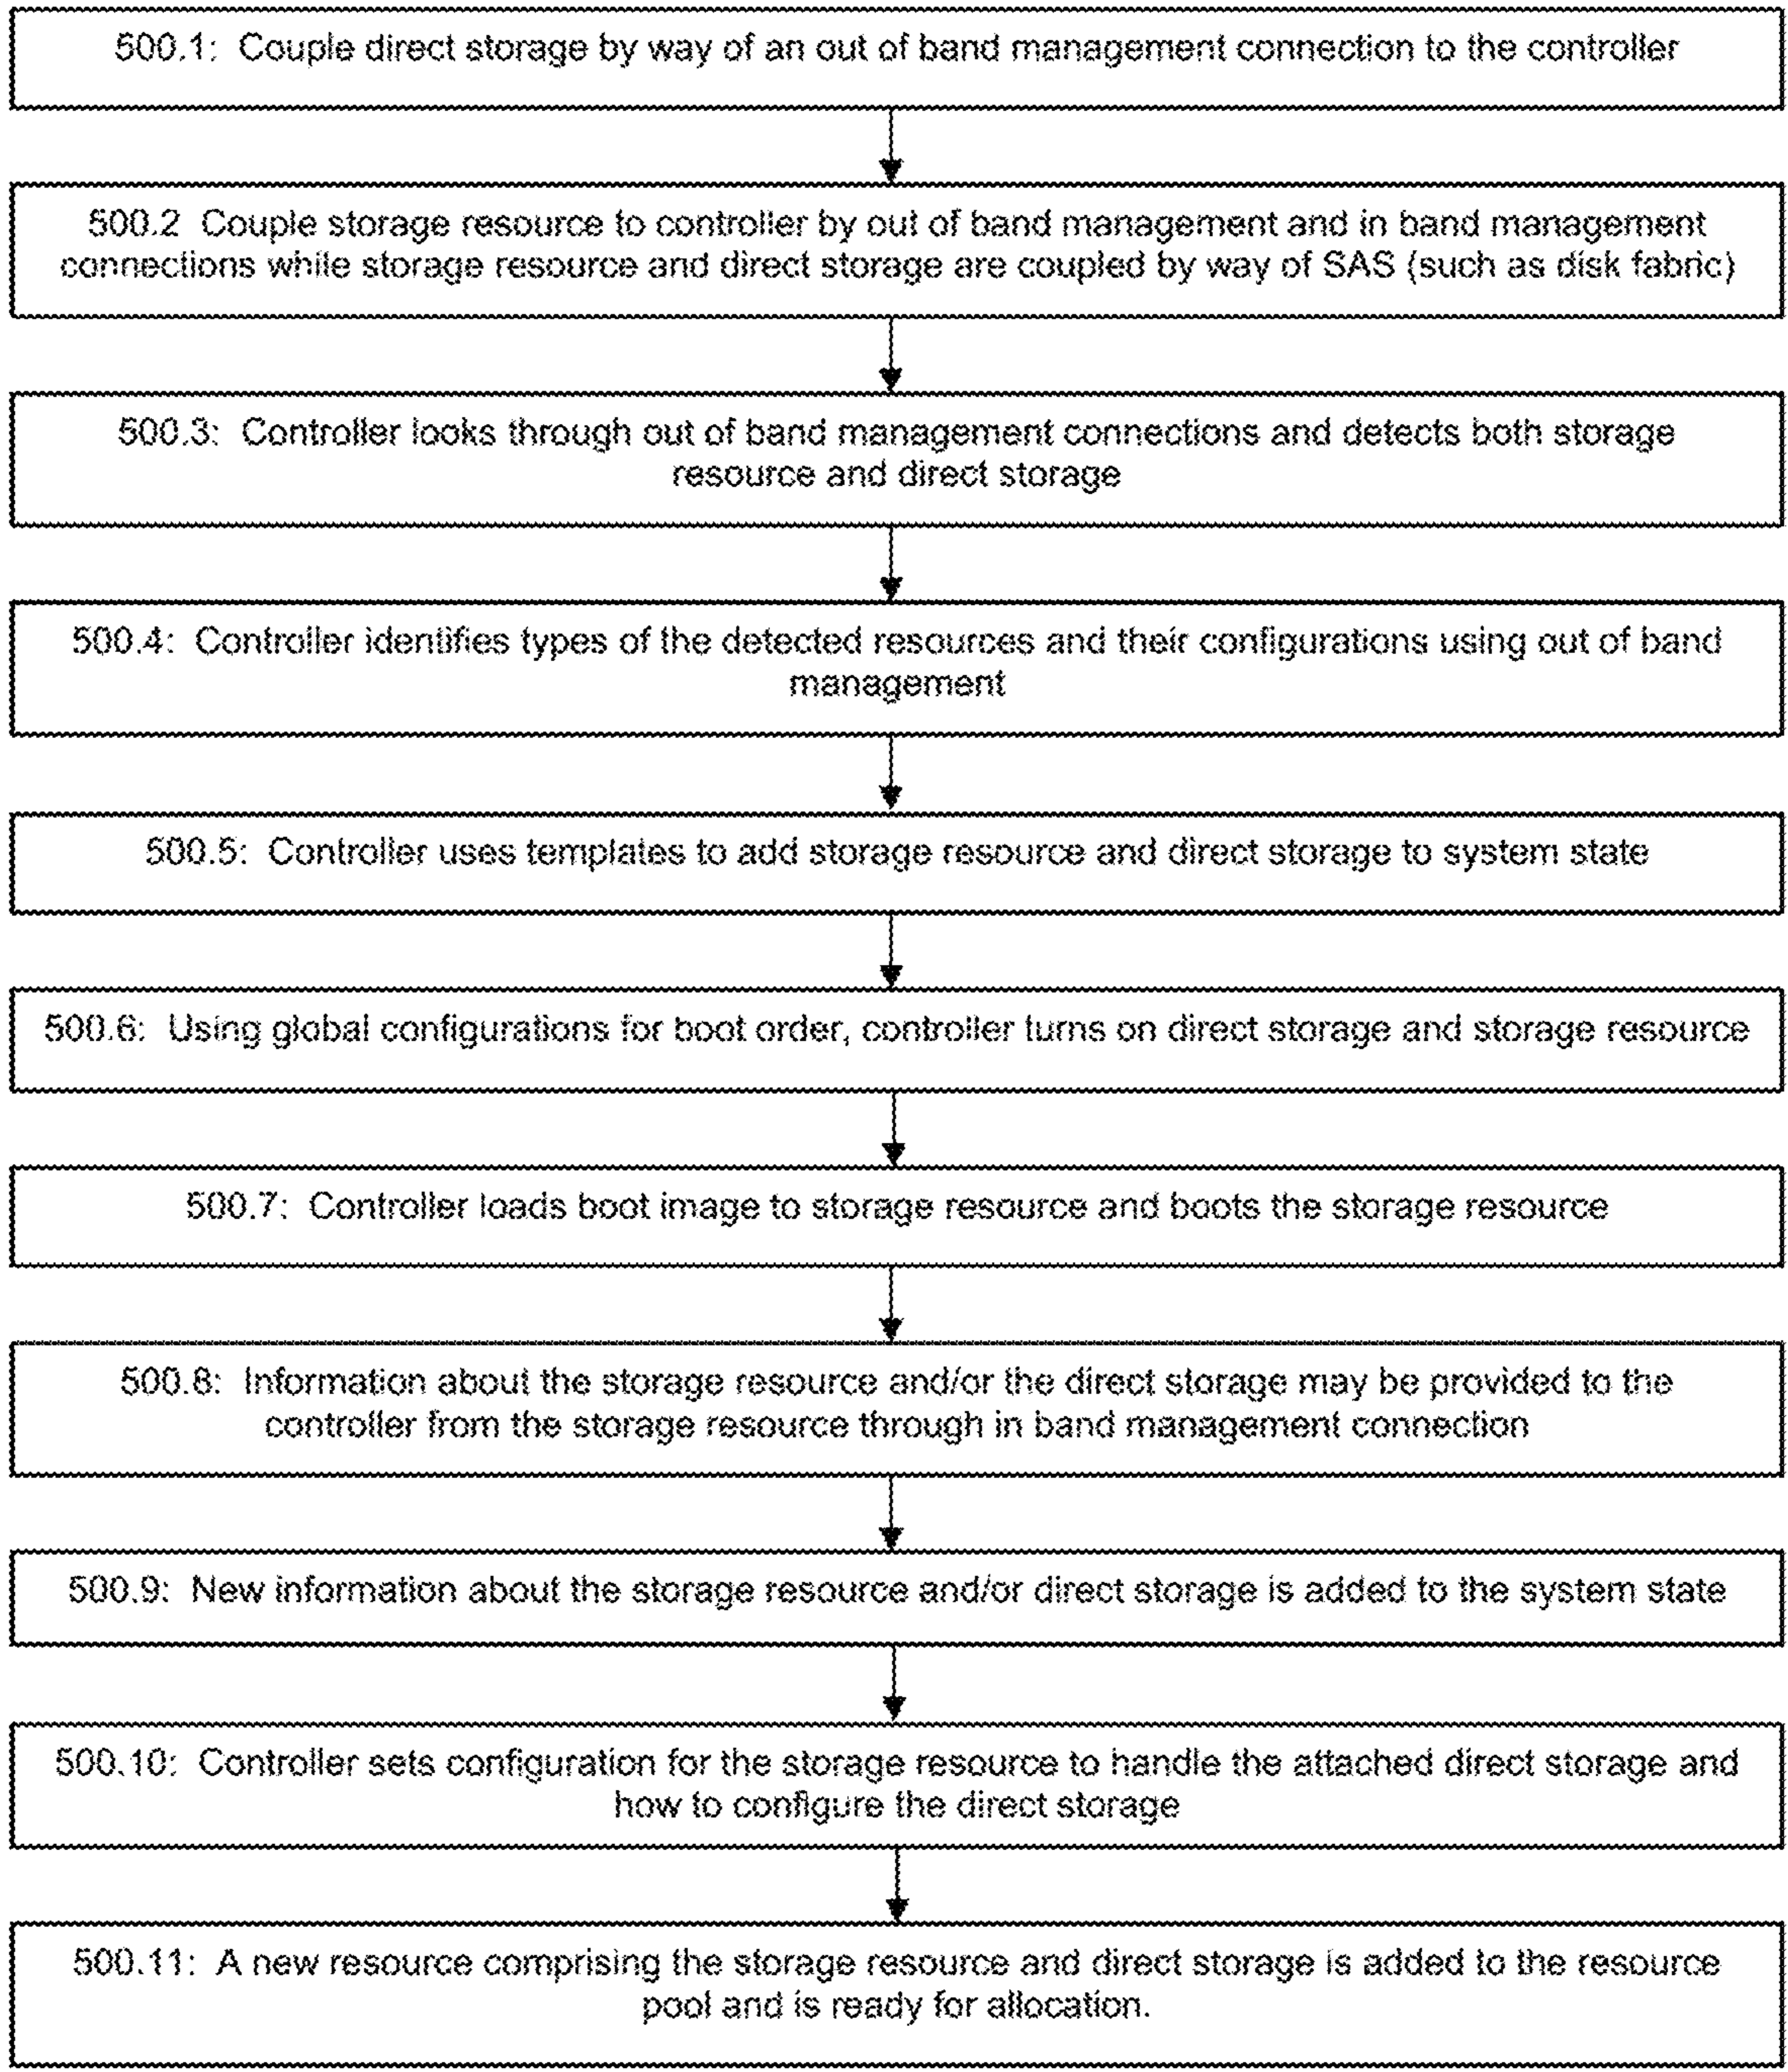 500.1: Couple direct storage by way of an out of band management connection to the controller
500.2 Couple storage resource to controller by out of band management and in band management
connections while storage resource and direct storage are coupled by way of SAS (such as disk fabric)
500.3: Controller looks through out of band management connections and detects both storage
resource and direct storage
500.4: Controller identifies types of the detected resources and their configurations using out of band
management
500.5: Controller uses templates to add storage resource and direct storage to system state
500.6: Using global configurations for boot order, controller turns on direct storage and storage resource
500.7: Controller loads boot image to storage resource and boots the storage resource
500.8: Information about the storage resource and/or the direct storage may be provided to the
controller from the storage resource through in band management connection
500.9: New information about the storage resource and/or direct storage is added to the system state
500.10: Controller sets configuration for the storage resource to handle the attached direct storage and
how to configure the direct storage
500.11: A new resource comprising the storage resource and direct storage is added to the resource
pool and is ready for allocation.